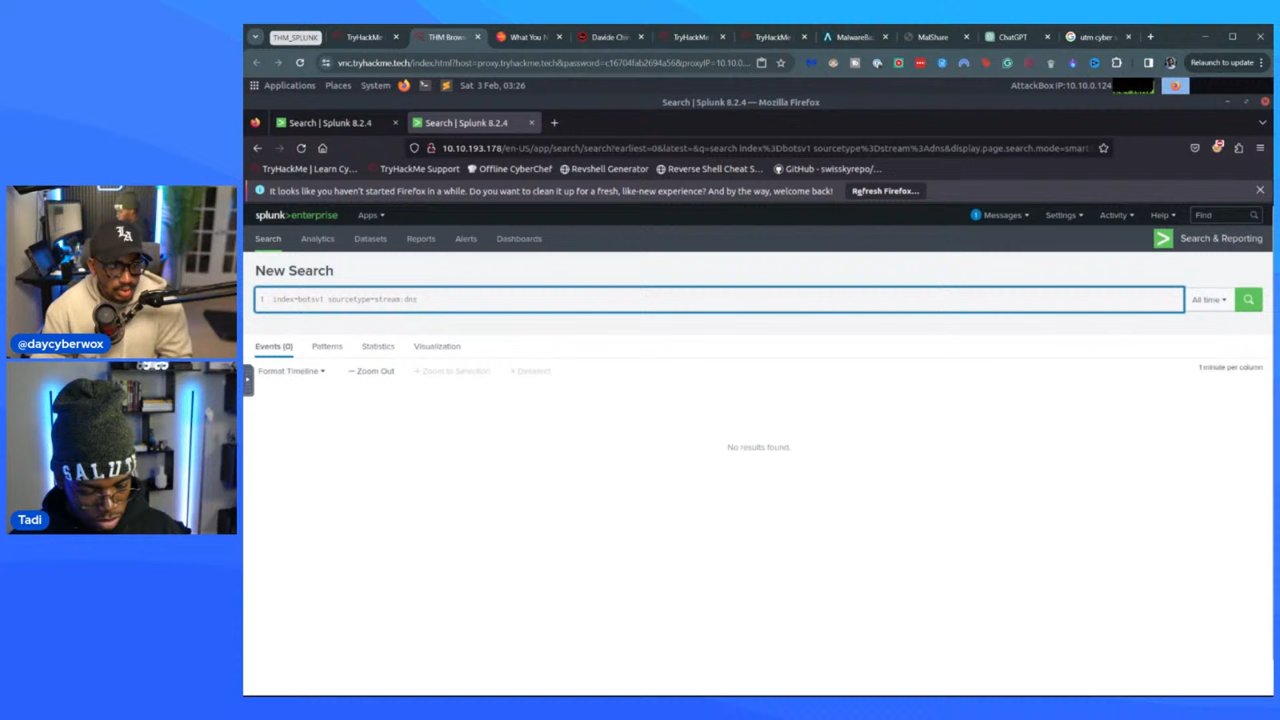 THM_SPLUNK
TryHackMe
THM Brow
What You
Davide Chi
TryHackMe
TryHackMe
MalwareBa
MalShare
ChatGPT
utm cyber s
vnc.tryhackme.tech/index.html?host=proxy.tryhackme.tech&password=c16704fab2694a56&proxyIP=10.10.0...
Relaunch to update
Applications Places System Sat 3 Feb, 03:26 AttackBox IP:10.10.0.124
Search | Splunk 8.2.4 — Mozilla Firefox
Search | Splunk 8.2.4
Search | Splunk 8.2.4
10.10.193.178/en-US/app/search/search?earliest=0&latest=&q=search index%3Dbotsv1 sourcetype%3Dstream%3Adns&display.page.search.mode=smar
TryHackMe | Learn Cy... TryHackMe Support Offline CyberChef Revshell Generator Reverse Shell Cheat S... GitHub - swisskyrepo/...
It looks like you haven't started Firefox in a while. Do you want to clean it up for a fresh, like-new experience? And by the way, welcome back! Refresh Firefox...
splunk>enterprise Apps 1 Messages Settings Activity Help Find
Search Analytics Datasets Reports Alerts Dashboards > Search & Reporting
New Search
1 index=botsv1 sourcetype=stream:dns All time
Events (0) Patterns Statistics Visualization
Format Timeline — Zoom Out + Zoom to Selection × Deselect 1 minute per column
No results found.
LA
@daycyberwox
SALUT
Tadi